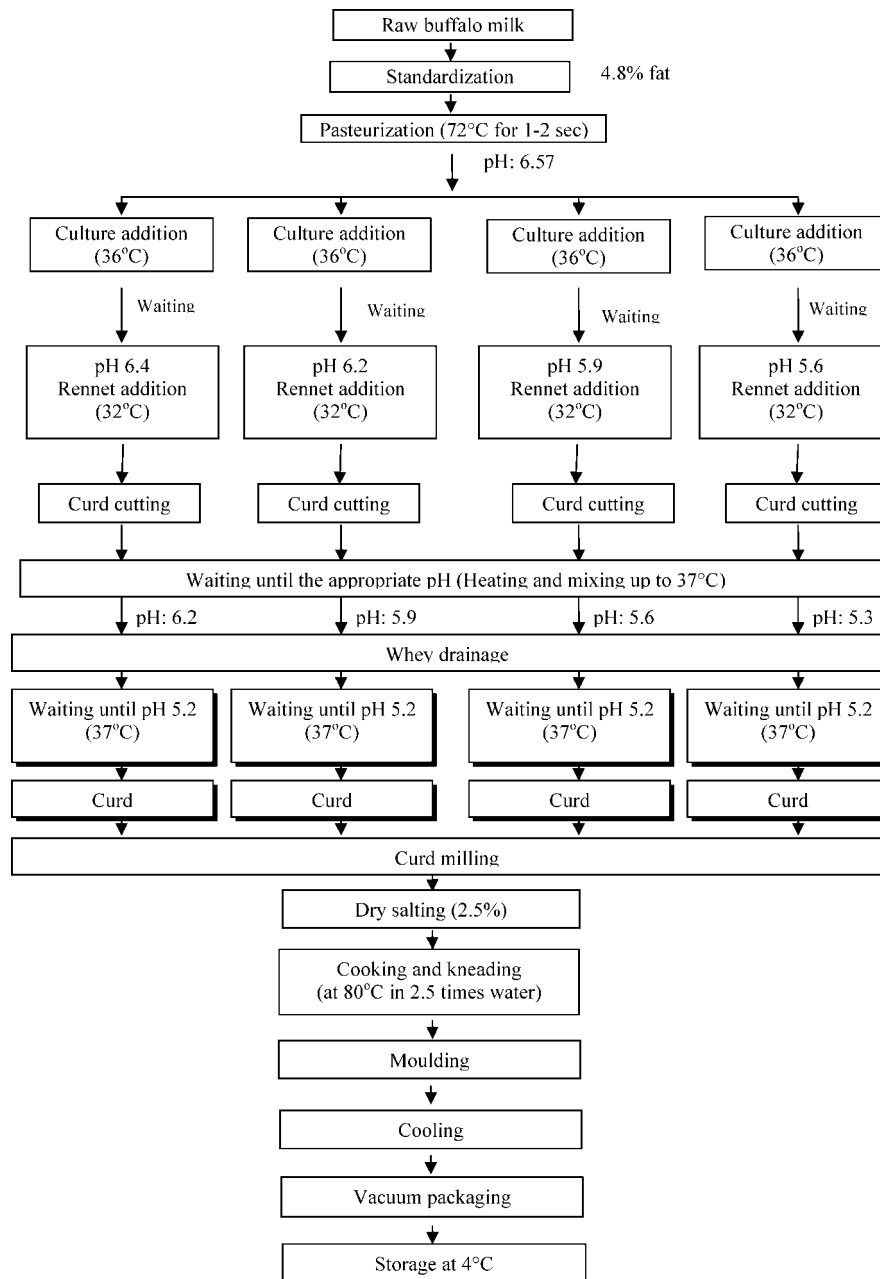 Raw buffalo milk
Standardization
4.8% fat
Pasteurization (72°C for 1-2 sec)
pH: 6.57
Culture addition
(36°C)
Culture addition
(36°C)
Culture addition
(36°C)
Culture addition
(36°C)
Waiting
Waiting
Waiting
Waiting
pH 6.4
Rennet addition
(32°C)
pH 6.2
Rennet addition
(32°C)
pH 5.9
Rennet addition
(32°C)
pH 5.6
Rennet addition
(32°C)
Curd cutting
Curd cutting
Curd cutting
Curd cutting
Waiting until the appropriate pH (Heating and mixing up to 37°C)
pH: 6.2
pH: 5.9
pH: 5.6
pH: 5.3
Whey drainage
Waiting until pH 5.2
(37°C)
Waiting until pH 5.2
(37°C)
Waiting until pH 5.2
(37°C)
Waiting until pH 5.2
(37°C)
Curd
Curd
Curd
Curd
Curd milling
Dry salting (2.5%)
Cooking and kneading
(at 80°C in 2.5 times water)
Moulding
Cooling
Vacuum packaging
Storage at 4°C